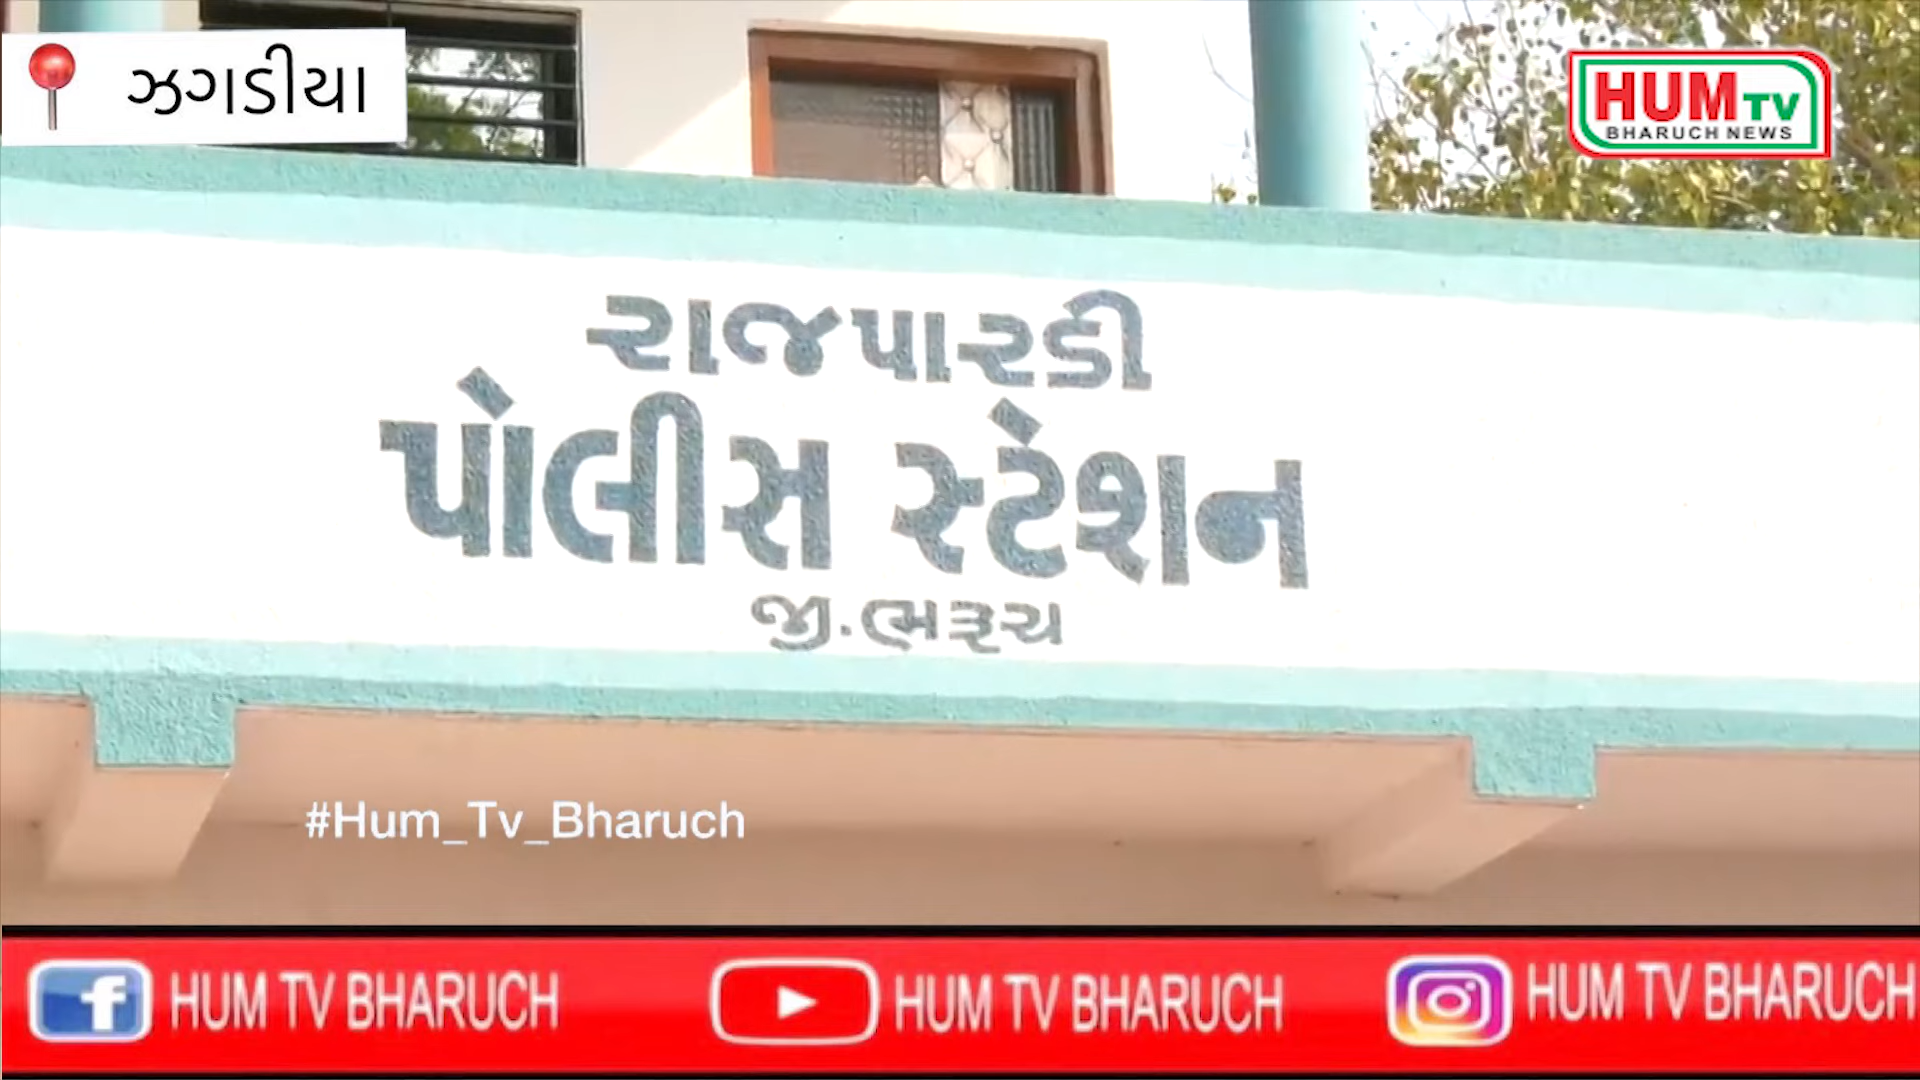 ઝગડીયા
HUM TV
BHARUCH NEWS
રાજપારડી
પોલીસ સ્ટેશન
જી.ભરૂચ
#Hum_Tv_Bharuch
HUM TV BHARUCH
HUM TV BHARUCH
HUM TV BHARUCH